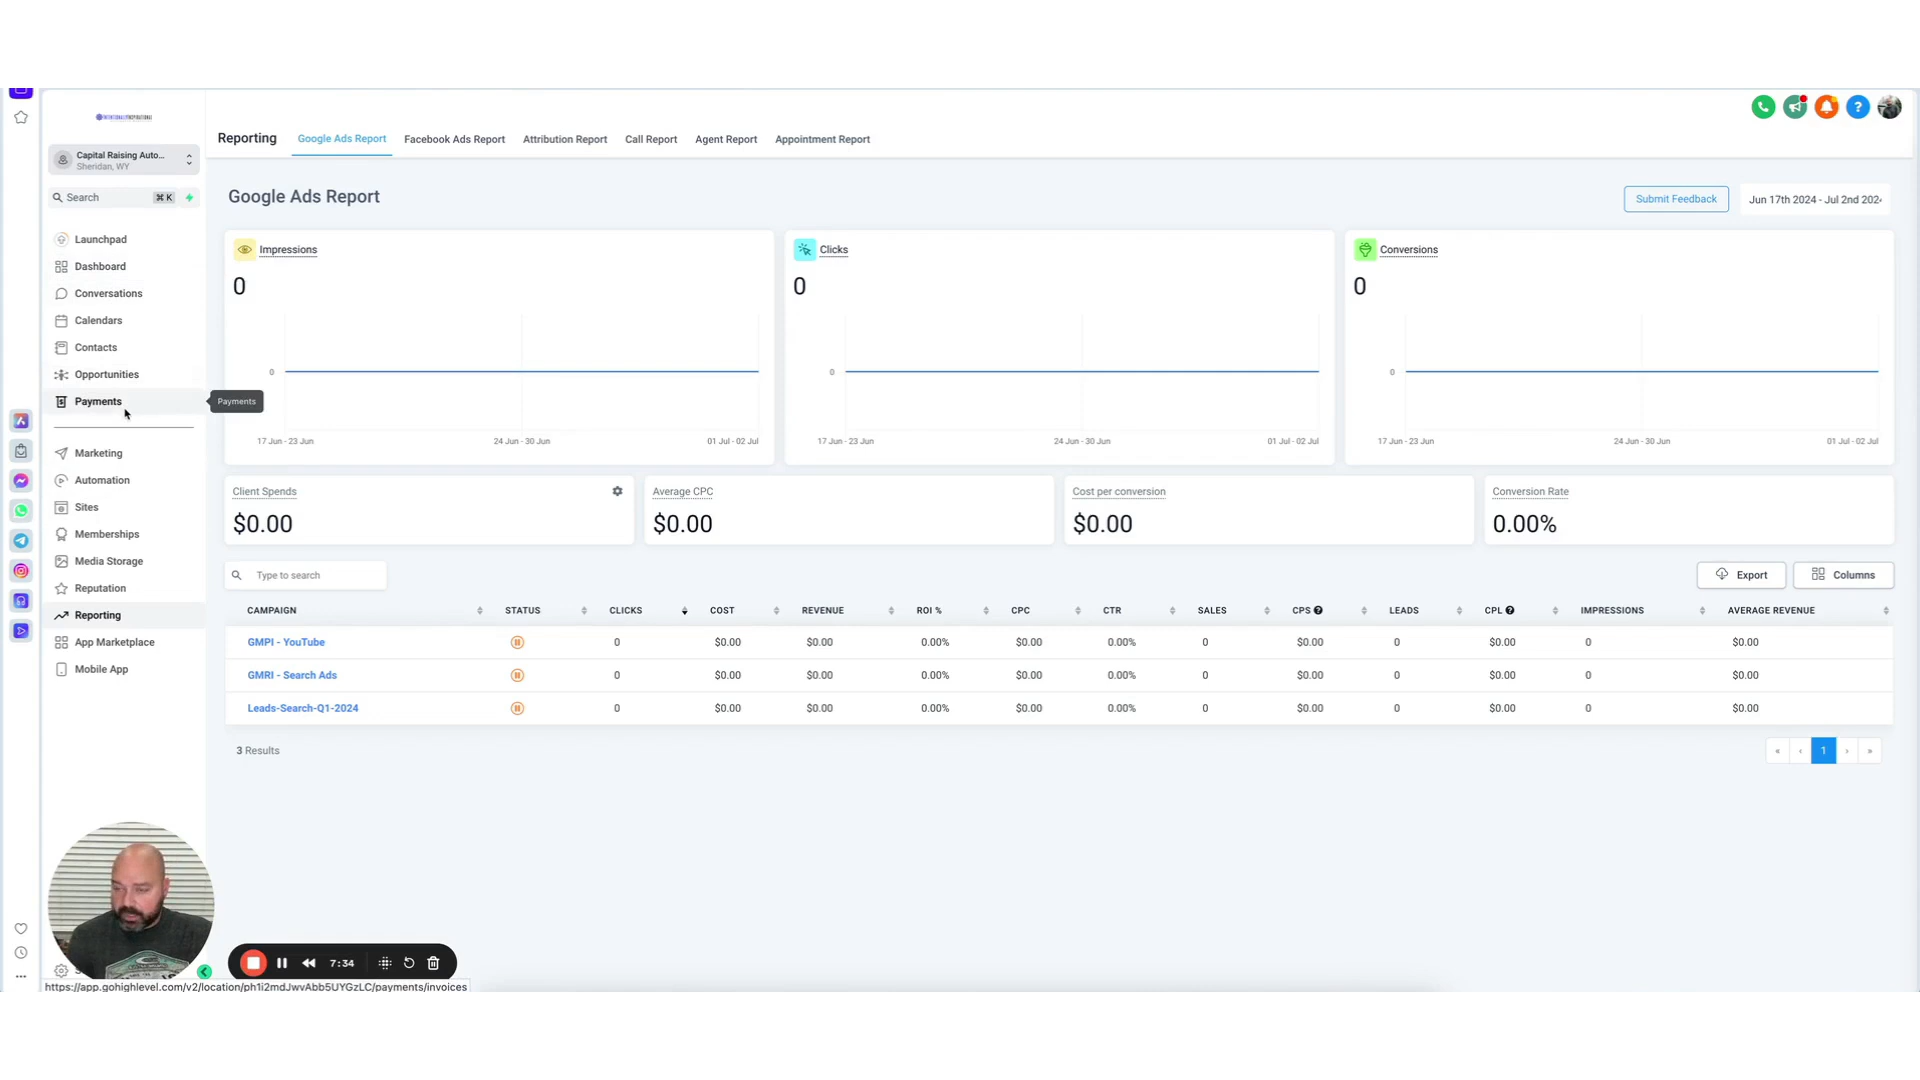 Capital Raising Auto...
Sheridan, WY
Search
⌘ K
Launchpad
Dashboard
Conversations
Calendars
Contacts
Opportunities
Payments
Marketing
Automation
Sites
Memberships
Media Storage
Reputation
Reporting
App Marketplace
Mobile App
Payments
Reporting
Google Ads Report
Facebook Ads Report
Attribution Report
Call Report
Agent Report
Appointment Report
Google Ads Report
Submit Feedback
Jun 17th 2024 - Jul 2nd 202
Impressions
0
0
17 Jun - 23 Jun
24 Jun - 30 Jun
01 Jul - 02 Jul
Clicks
0
0
17 Jun - 23 Jun
24 Jun - 30 Jun
01 Jul - 02 Jul
Conversions
0
0
17 Jun - 23 Jun
24 Jun - 30 Jun
01 Jul - 02 Jul
Client Spends
$0.00
Average CPC
$0.00
Cost per conversion
$0.00
Conversion Rate
0.00%
Type to search
Export
Columns
CAMPAIGN STATUS CLICKS COST REVENUE ROI % CPC CTR SALES CPS LEADS CPL IMPRESSIONS AVERAGE REVENUE
GMPI - YouTube 0 $0.00 $0.00 0.00% $0.00 0.00% 0 $0.00 0 $0.00 0 $0.00
GMRI - Search Ads 0 $0.00 $0.00 0.00% $0.00 0.00% 0 $0.00 0 $0.00 0 $0.00
Leads-Search-Q1-2024 0 $0.00 $0.00 0.00% $0.00 0.00% 0 $0.00 0 $0.00 0 $0.00
3 Results
« ‹ 1 › »
7:34
https://app.gohighlevel.com/v2/location/ph1i2mdJwvAbb5UYGzLC/payments/invoices